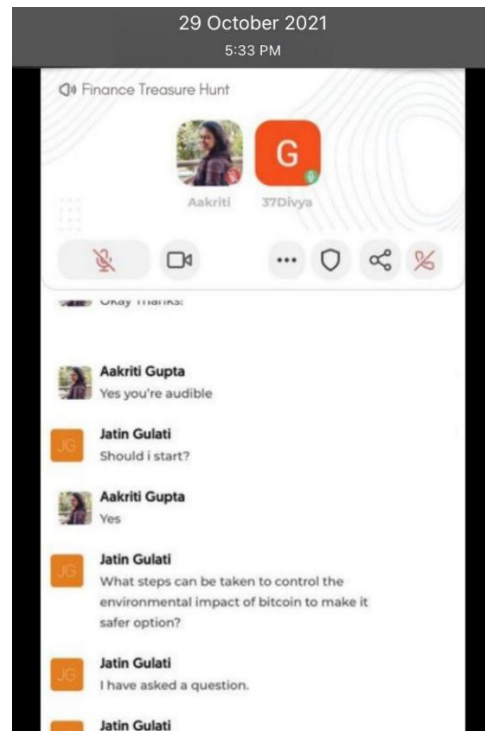 29 October 2021
5:33 PM
Finance Treasure Hunt
G
Aakriti
37Divya
Okay Thanks!
Aakriti Gupta
Yes you're audible
JG
Jatin Gulati
Should i start?
Aakriti Gupta
Yes
JG
Jatin Gulati
What steps can be taken to control the
environmental impact of bitcoin to make it
safer option?
JG
Jatin Gulati
I have asked a question.
Jatin Gulati